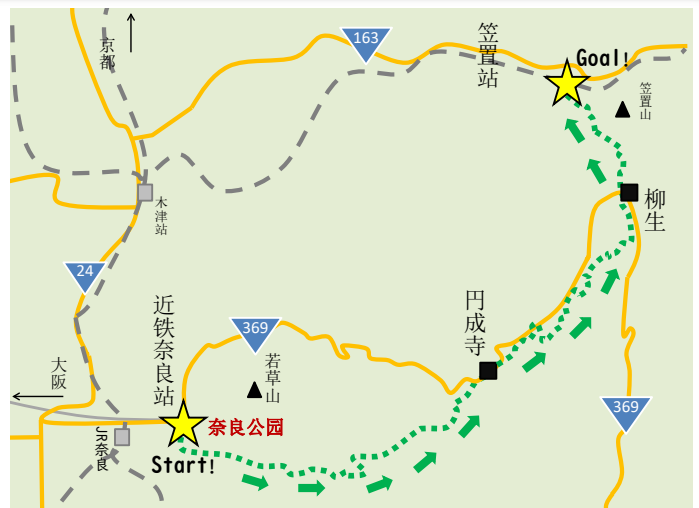 京都
163
笠置站
Goal!
笠置山
木津站
柳生
24
近铁奈良站
369
円成寺
大阪
若草山
369
奈良公园
JR奈良
Start!